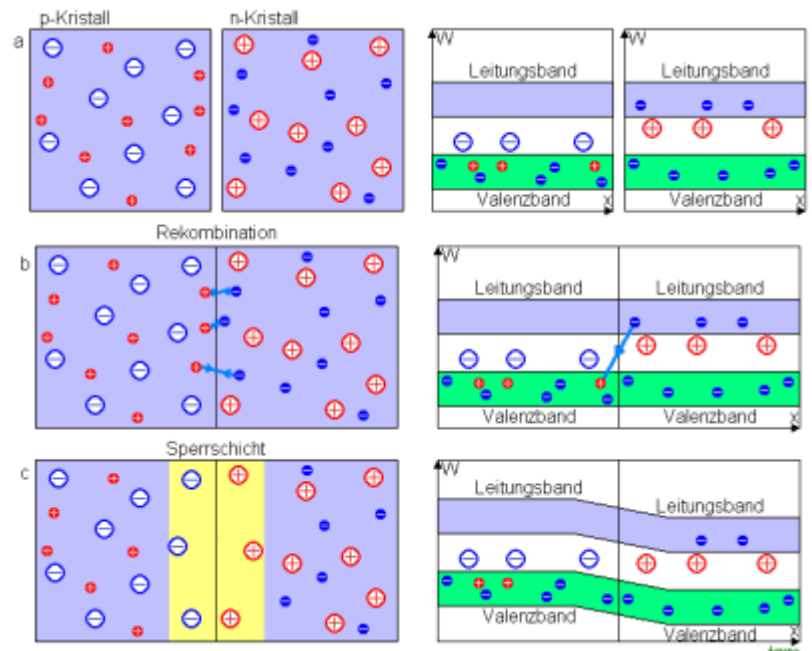 p-Kristall n-Kristall
a
W
Leitungsband
Valenzband
x
W
Leitungsband
Valenzband
x
Rekombination
b
W
Leitungsband Leitungsband
Valenzband Valenzband
x
Sperrschicht
c
W
Leitungsband
Leitungsband
Valenzband
Valenzband
x